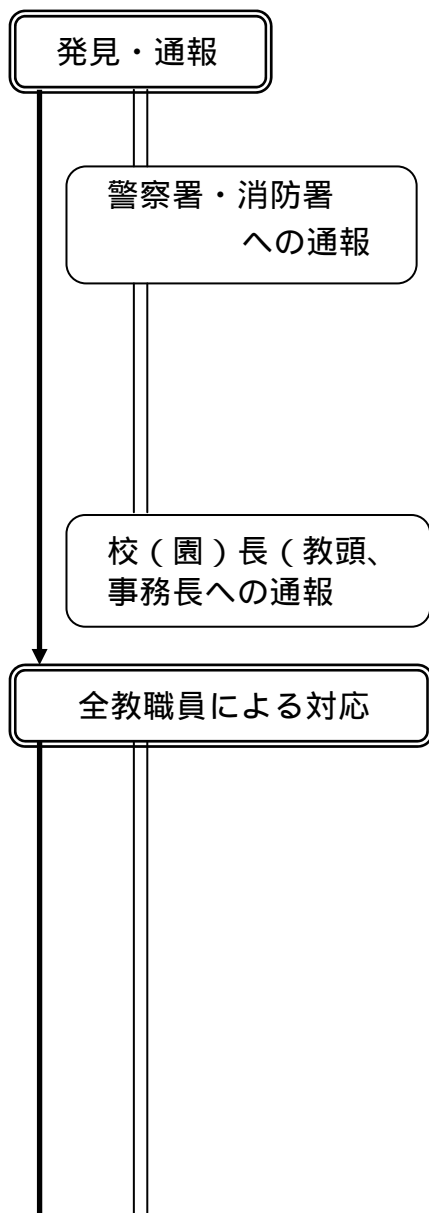 発見・通報
警察署・消防署
への通報
校(園)長(教頭、
事務長への通報
全教職員による対応